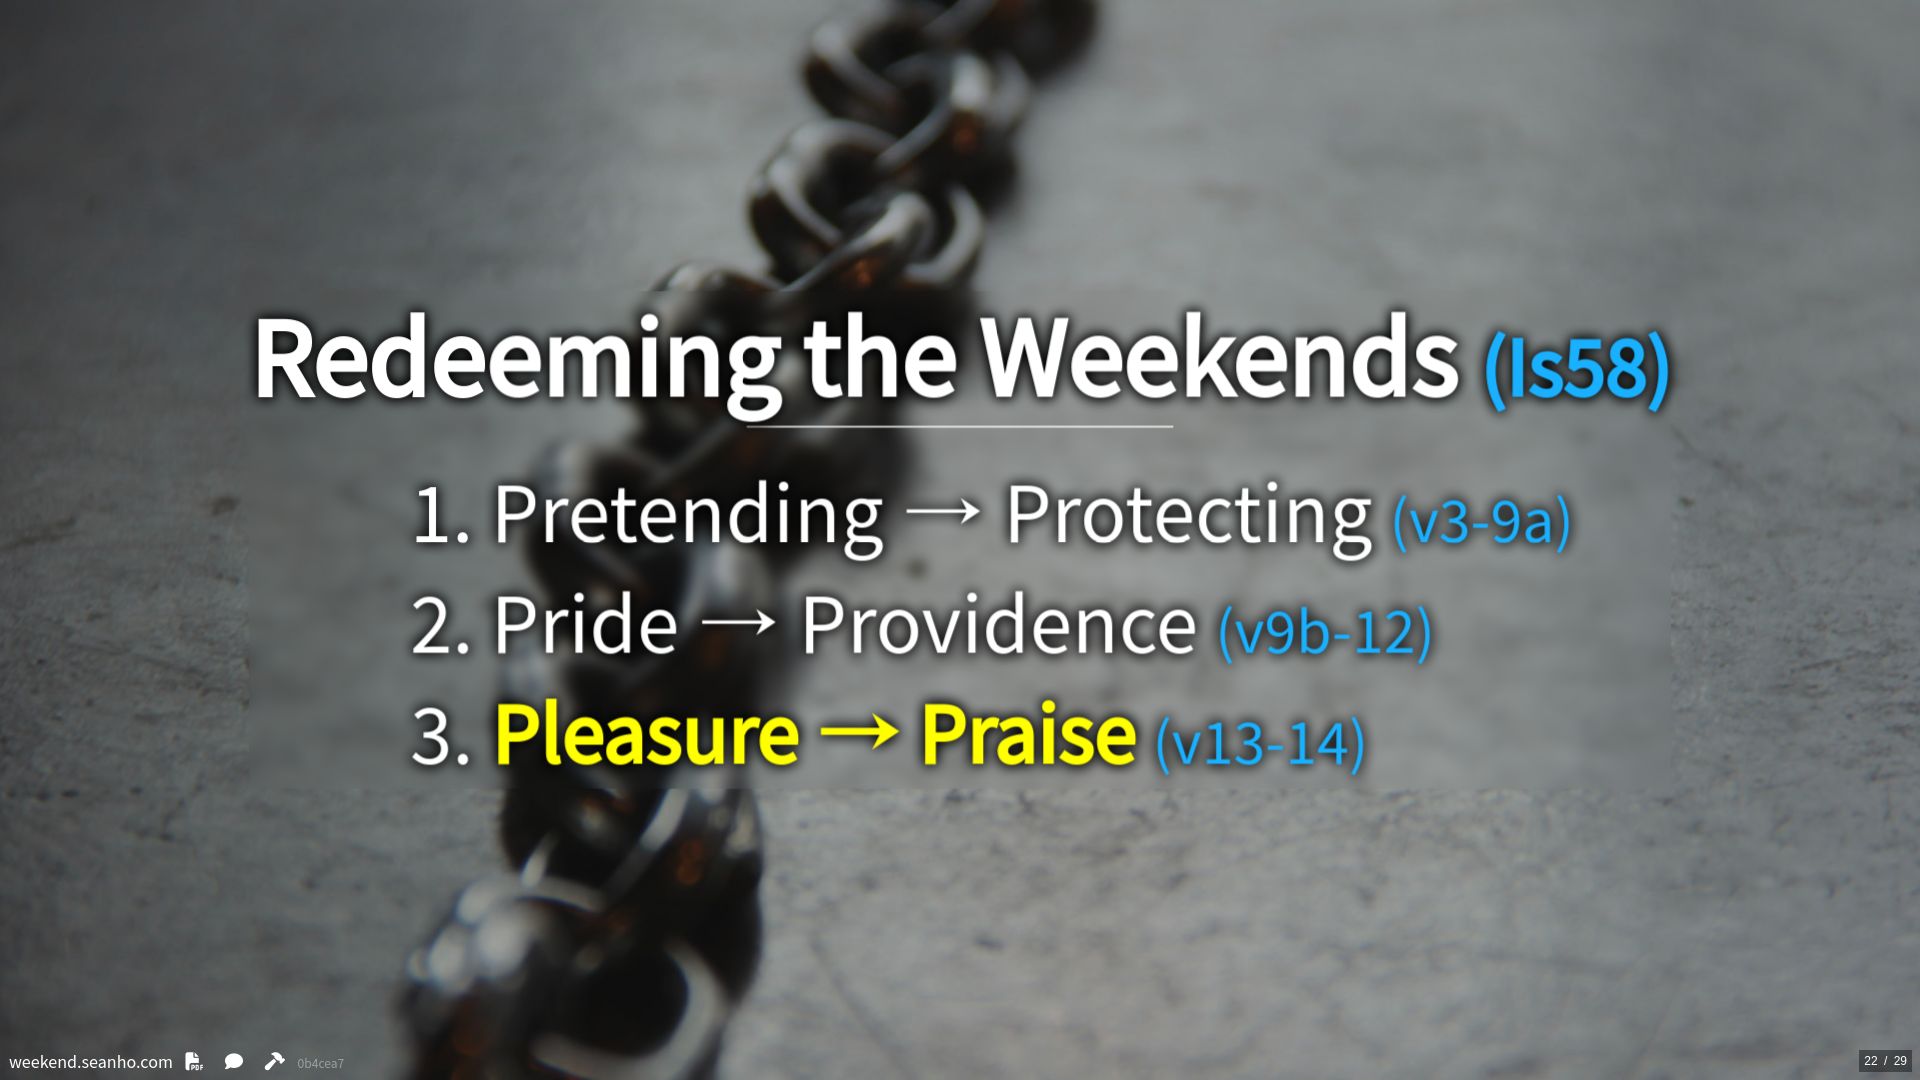 Redeeming the Weekends (Is58)
1. Pretending → Protecting (v3-9a)
2. Pride → Providence (v9b-12)
3. Pleasure → Praise (v13-14)
weekend.seanho.com PDF 0b4cea7
22 / 29